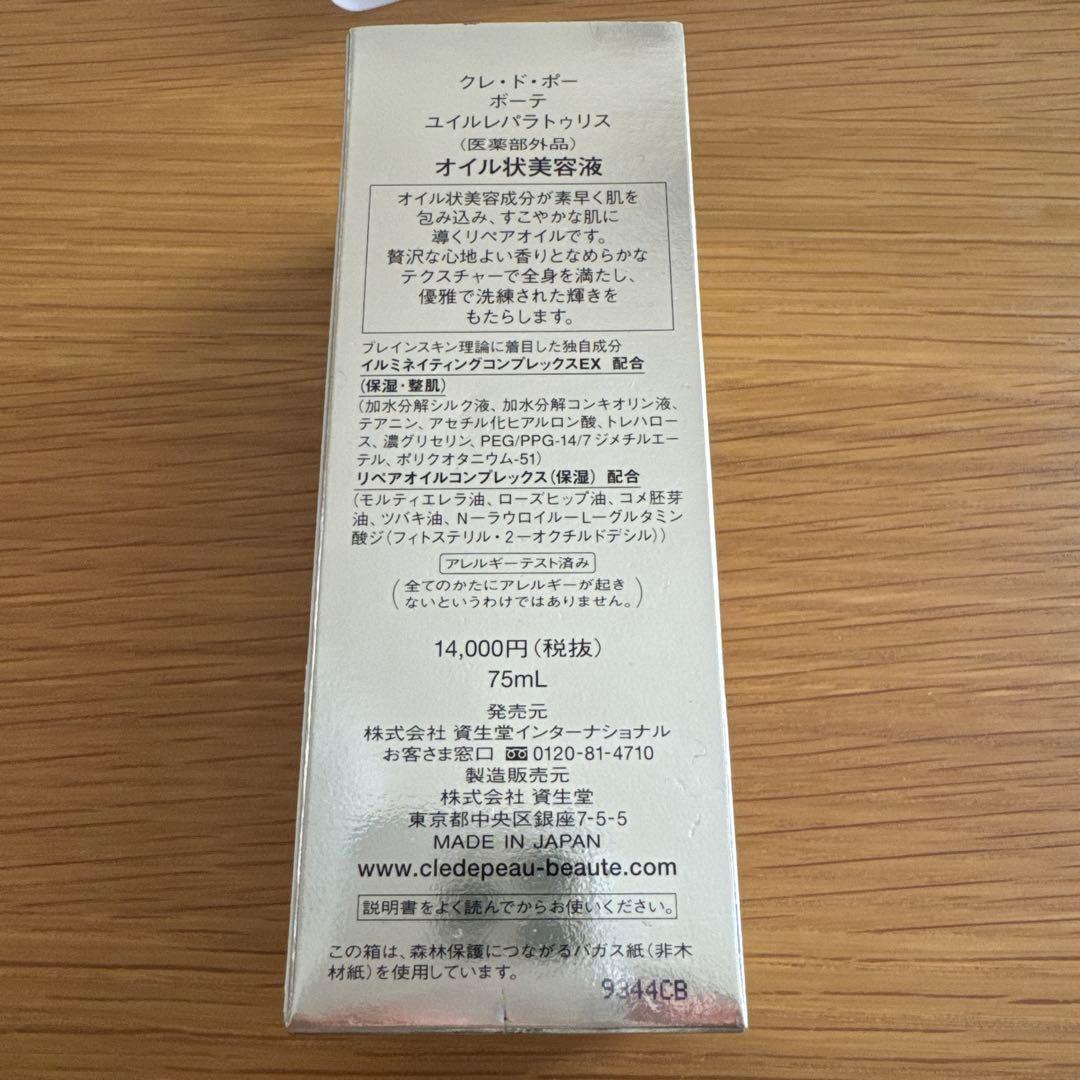 クレ・ド・ポー
ボーテ
ユイルレパラトゥリス
（医薬部外品）
オイル状美容液
オイル状美容成分が素早く肌を
包み込み、すこやかな肌に
導くリペアオイルです。
贅沢な心地よい香りとなめらかな
テクスチャーで全身を満たし、
優雅で洗練された輝きを
もたらします。
ブレインスキン理論に着目した独自成分
イルミネイティングコンプレックスEX 配合
（保湿・整肌）
（加水分解シルク液、加水分解コンキオリン液、
テアニン、アセチル化ヒアルロン酸、トレハロー
ス、濃グリセリン、PEG/PPG-14/7 ジメチルエー
テル、ポリクオタニウム-51）
リペアオイルコンプレックス（保湿） 配合
（モルティエレラ油、ローズヒップ油、コメ胚芽
油、ツバキ油、N－ラウロイル－L－グルタミン
酸ジ（フィトステリル・2－オクチルドデシル））
アレルギーテスト済み
（全てのかたにアレルギーが起き
ないというわけではありません。）
14,000円（税抜）
75mL
発売元
株式会社 資生堂インターナショナル
お客さま窓口 0120-81-4710
製造販売元
株式会社 資生堂
東京都中央区銀座7-5-5
MADE IN JAPAN
www.cledepeau-beaute.com
説明書をよく読んでからお使いください。
この箱は、森林保護につながるバガス紙（非木
材紙）を使用しています。
9344CB